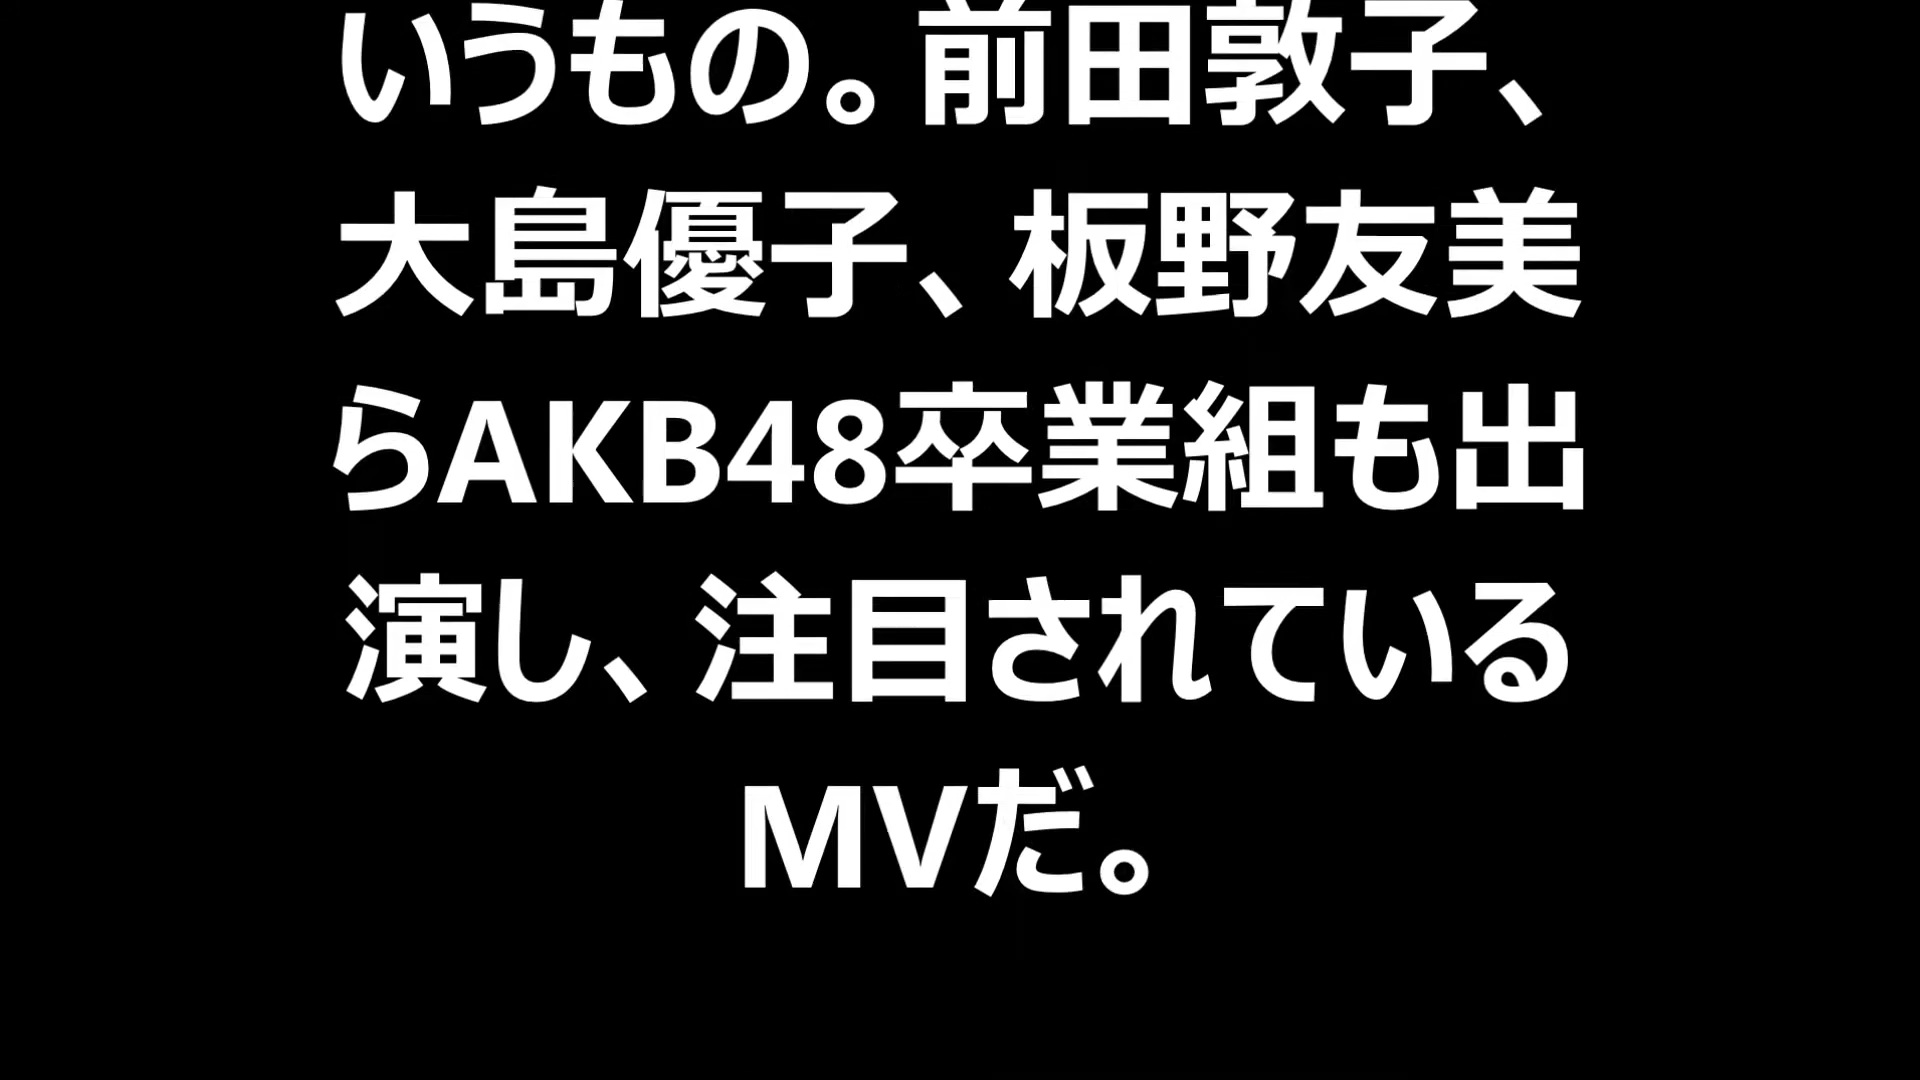 いうもの。前田敦子、
大島優子、板野友美
らAKB48卒業組も出
演し、注目されている
MVだ。